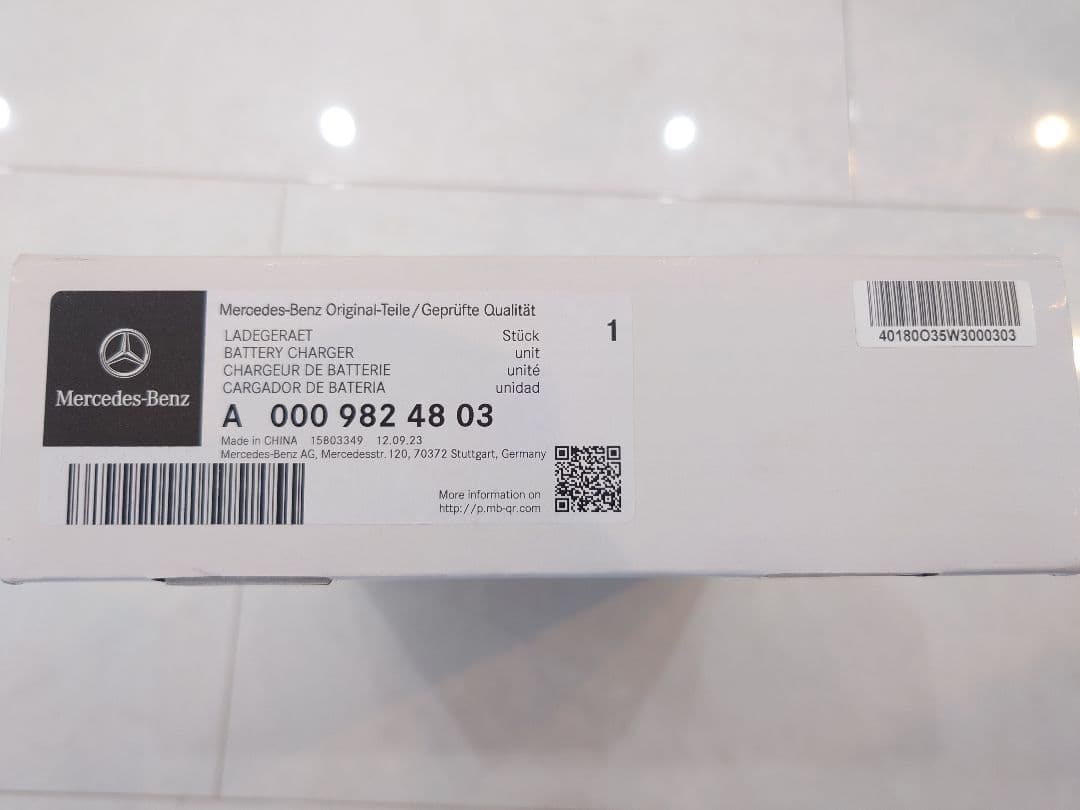 Mercedes-Benz
Mercedes-Benz Original-Teile/Geprüfte Qualität
LADEGERAET Stück 1
BATTERY CHARGER unit
CHARGEUR DE BATTERIE unité
CARGADOR DE BATERIA unidad
A 000 982 48 03
Made in CHINA 15803349 12.09.23
Mercedes-Benz AG, Mercedesstr. 120, 70372 Stuttgart, Germany
More information on
http://p.mb-qr.com
40180O35W3000303